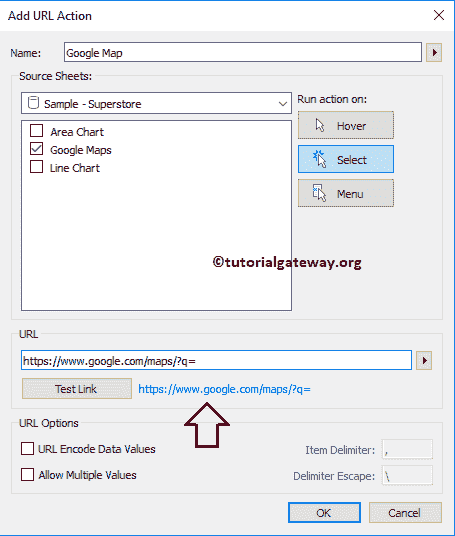 Add URL Action
Name: Google Map
Source Sheets:
Sample - Superstore
Run action on:
Area Chart
Google Maps
Line Chart
Hover
Select
Menu
©tutorialgateway.org
URL
https://www.google.com/maps/?q=
Test Link https://www.google.com/maps/?q=
URL Options
URL Encode Data Values Item Delimiter: ,
Allow Multiple Values Delimiter Escape: \
OK Cancel